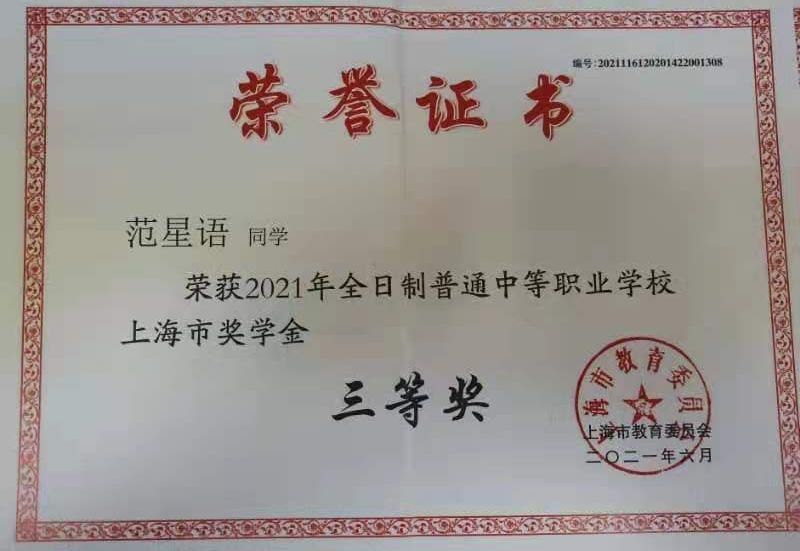 编号:2021116120201422001308
荣誉证书
范星语 同学
荣获2021年全日制普通中等职业学校
上海市奖学金
三等奖
上海市教育委员会
上海市教育委员会
二〇二一年六月